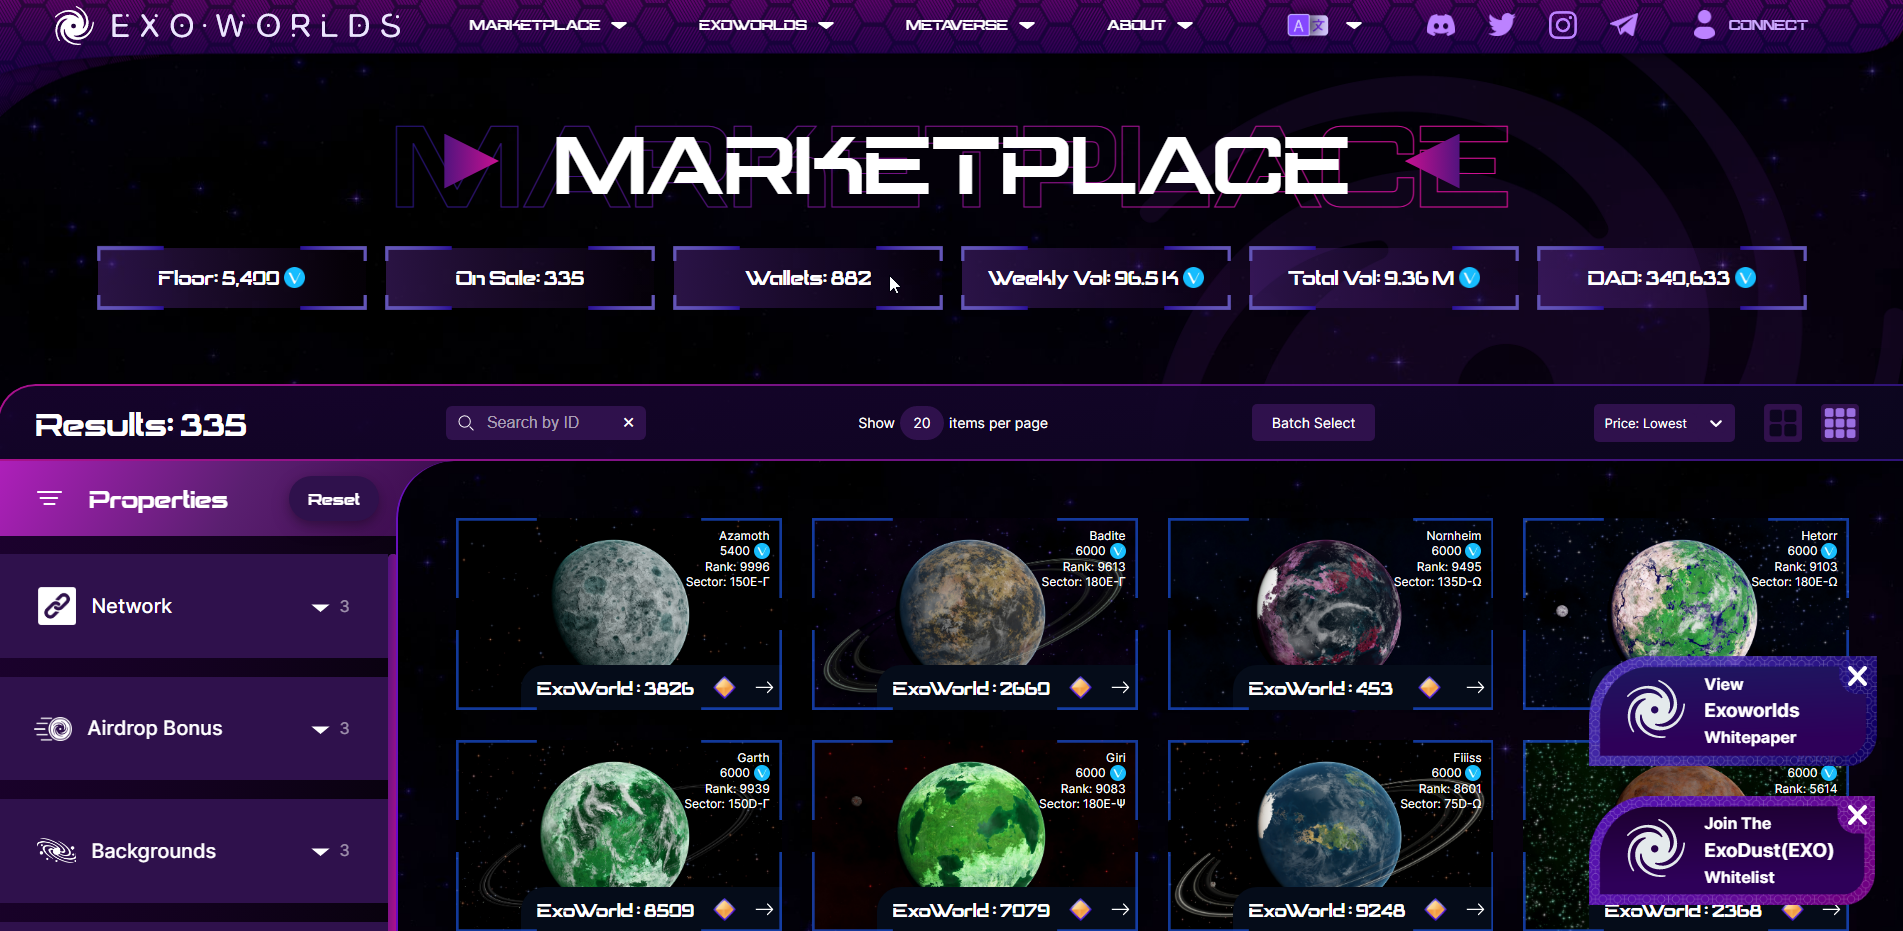 EXO·WORLDS
MARKETPLACE
EXOWORLDS
METAVERSE
ABOUT
A 文
CONNECT
MARKETPLACE
MARKETPLACE
Floor: 5,400
On Sale: 335
Wallets: 882
Weekly Vol: 96.5 K
Total Vol: 9.36 M
DAO: 340,633
Results: 335
Search by ID
Show 20 items per page
Batch Select
Price: Lowest
Properties
Reset
Network 3
Airdrop Bonus 3
Backgrounds 3
Azamoth
5400
Rank: 9996
Sector: 150E-Γ
ExoWorld : 3826
Badite
6000
Rank: 9613
Sector: 180E-Γ
ExoWorld : 2660
Nornheim
6000
Rank: 9495
Sector: 135D-Ω
ExoWorld : 453
Hetorr
6000
Rank: 9103
Sector: 180E-Ω
View
Exoworlds
Whitepaper
Garth
6000
Rank: 9939
Sector: 150D-Γ
ExoWorld : 8509
Giri
6000
Rank: 9083
Sector: 180E-Ψ
ExoWorld : 7079
Fiiiss
6000
Rank: 8601
Sector: 75D-Ω
ExoWorld : 9248
6000
Rank: 5614
Join The
ExoDust(EXO)
Whitelist
ExoWorld : 2368